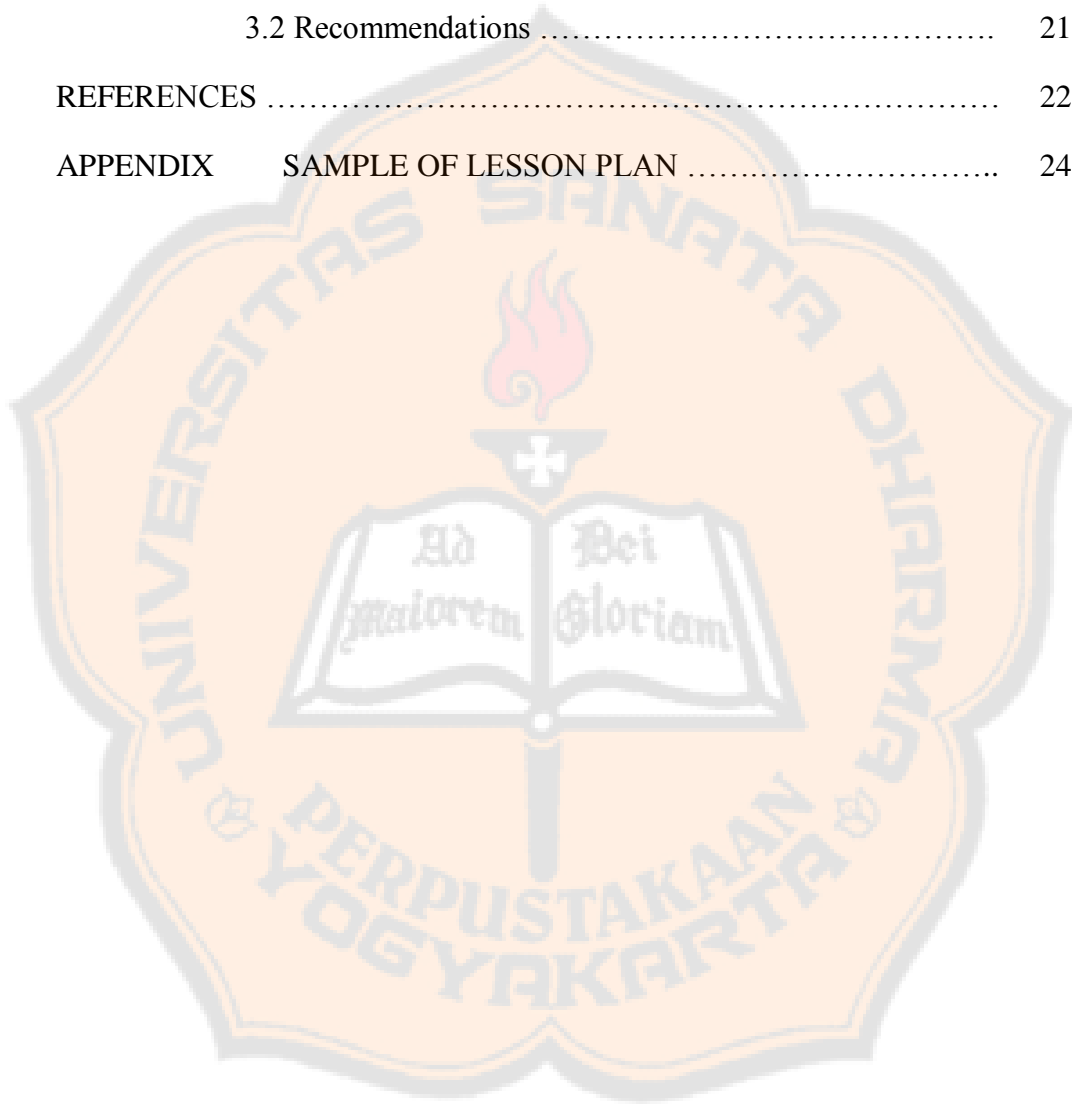 3.2 Recommendations ……………………………………. 21
REFERENCES ……………………………………………………………… 22
APPENDIX SAMPLE OF LESSON PLAN ……………………….. 24
UNIVERSITAS SANATA DHARMA
Ad Dei
Maiorem Gloriam
PERPUSTAKAAN
YOGYAKARTA